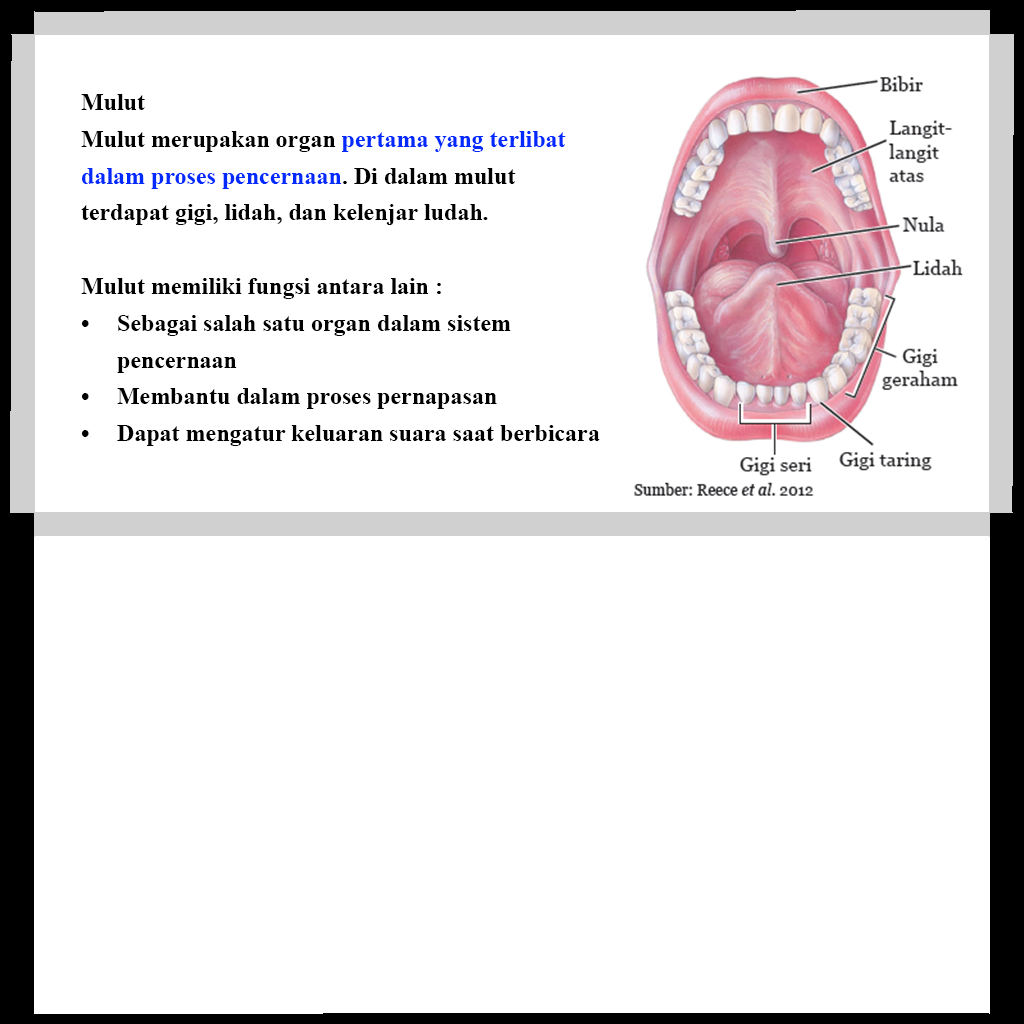 Mulut
Mulut merupakan organ pertama yang terlibat
dalam proses pencernaan. Di dalam mulut
terdapat gigi, lidah, dan kelenjar ludah.
Mulut memiliki fungsi antara lain :
• Sebagai salah satu organ dalam sistem
pencernaan
• Membantu dalam proses pernapasan
• Dapat mengatur keluaran suara saat berbicara
Bibir
Langit-
langit
atas
Nula
Lidah
Gigi
geraham
Gigi taring
Gigi seri
Sumber: Reece et al. 2012